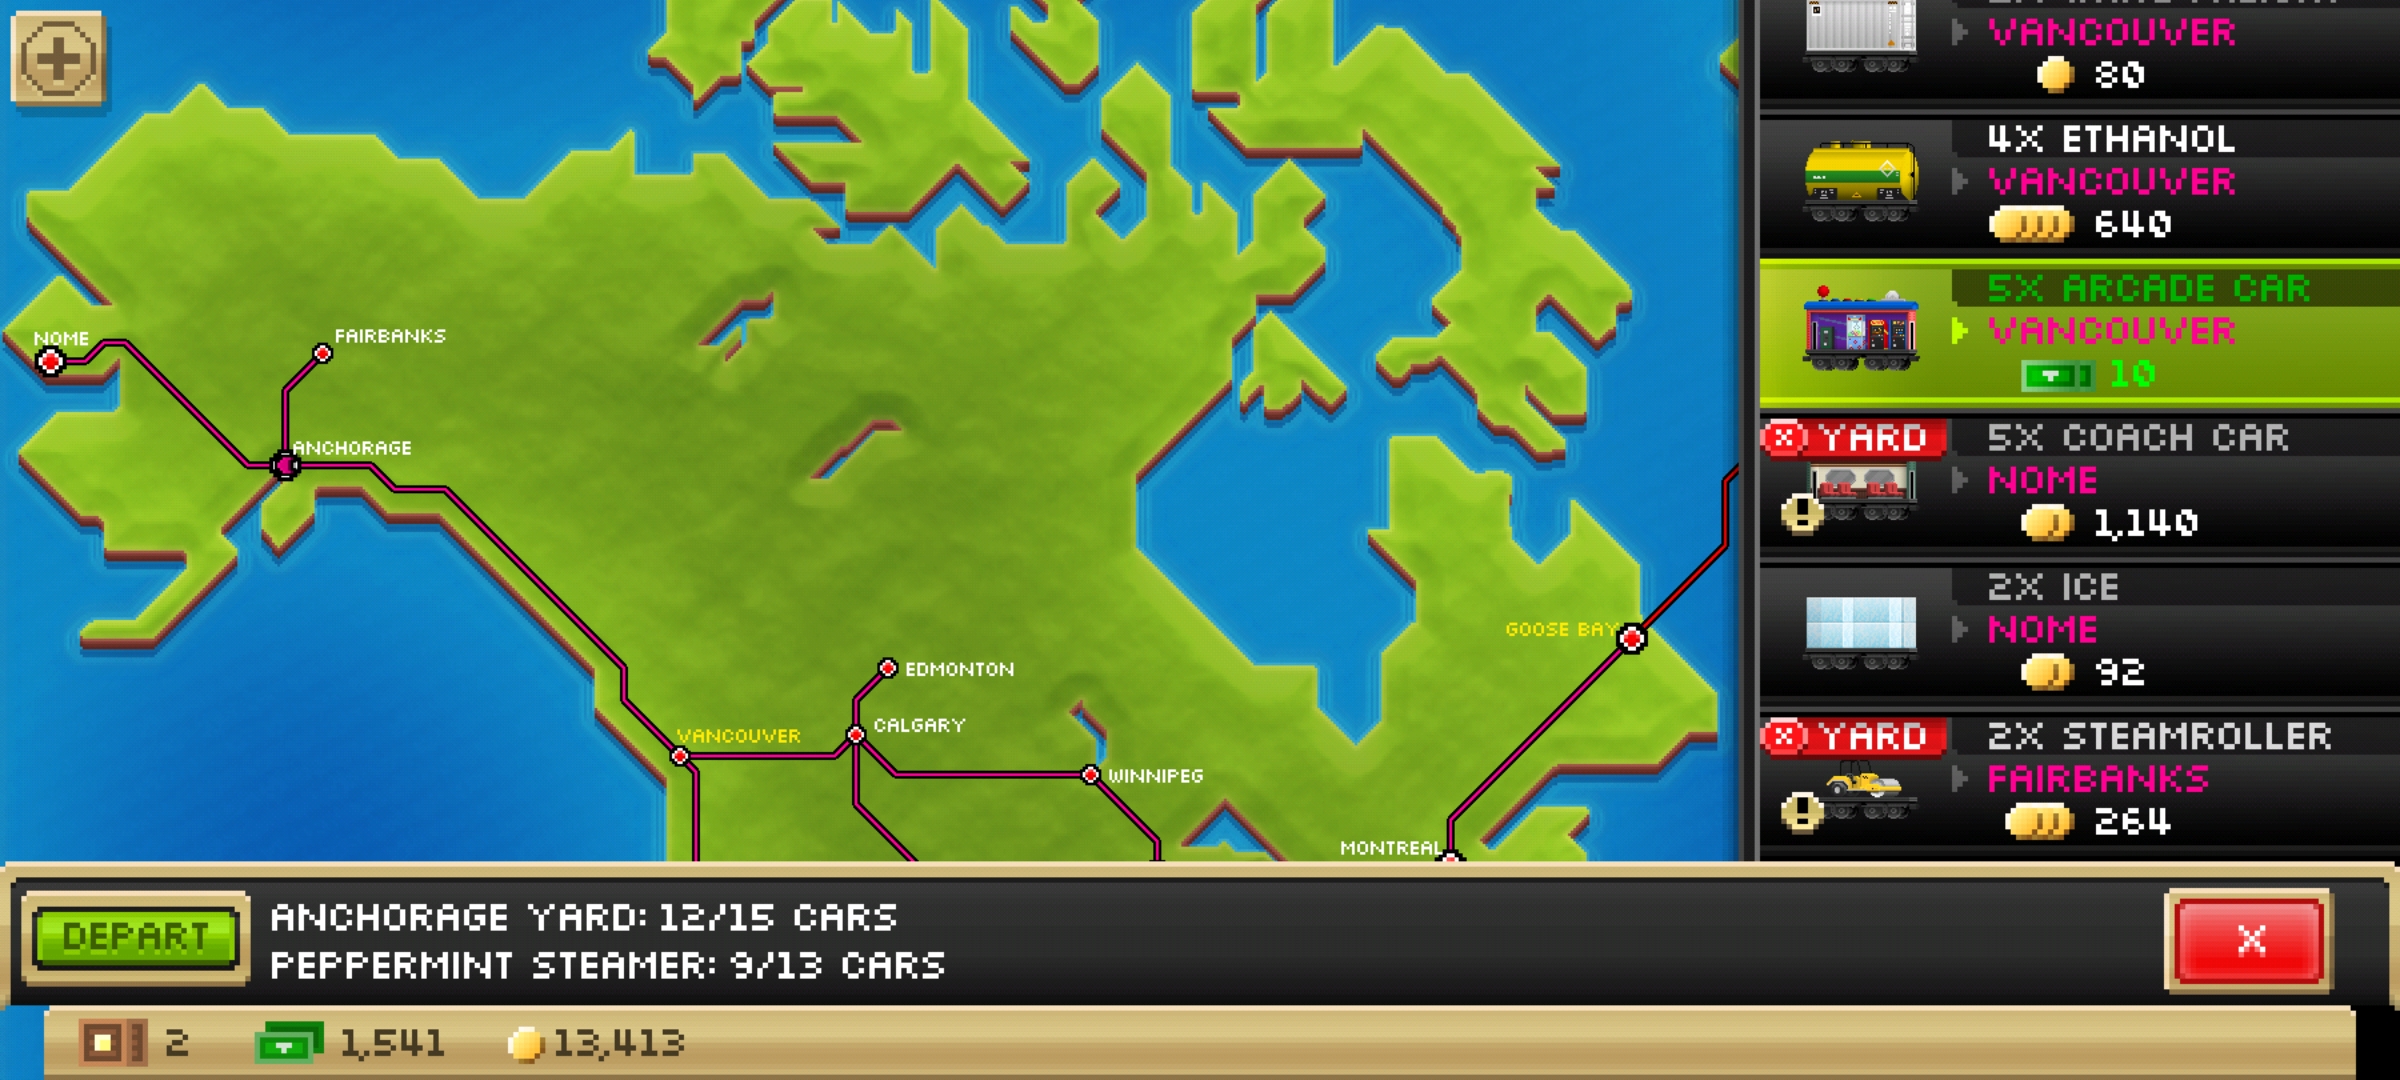 NOME
FAIRBANKS
ANCHORAGE
EDMONTON
VANCOUVER
CALGARY
WINNIPEG
GOOSE BAY
MONTREAL
VANCOUVER
80
4X ETHANOL
VANCOUVER
640
5X ARCADE CAR
VANCOUVER
10
X YARD
5X COACH CAR
NOME
! 1,140
2X ICE
NOME
92
X YARD
2X STEAMROLLER
FAIRBANKS
! 264
DEPART
ANCHORAGE YARD: 12/15 CARS
PEPPERMINT STEAMER: 9/13 CARS
X
2
1,541
13,413